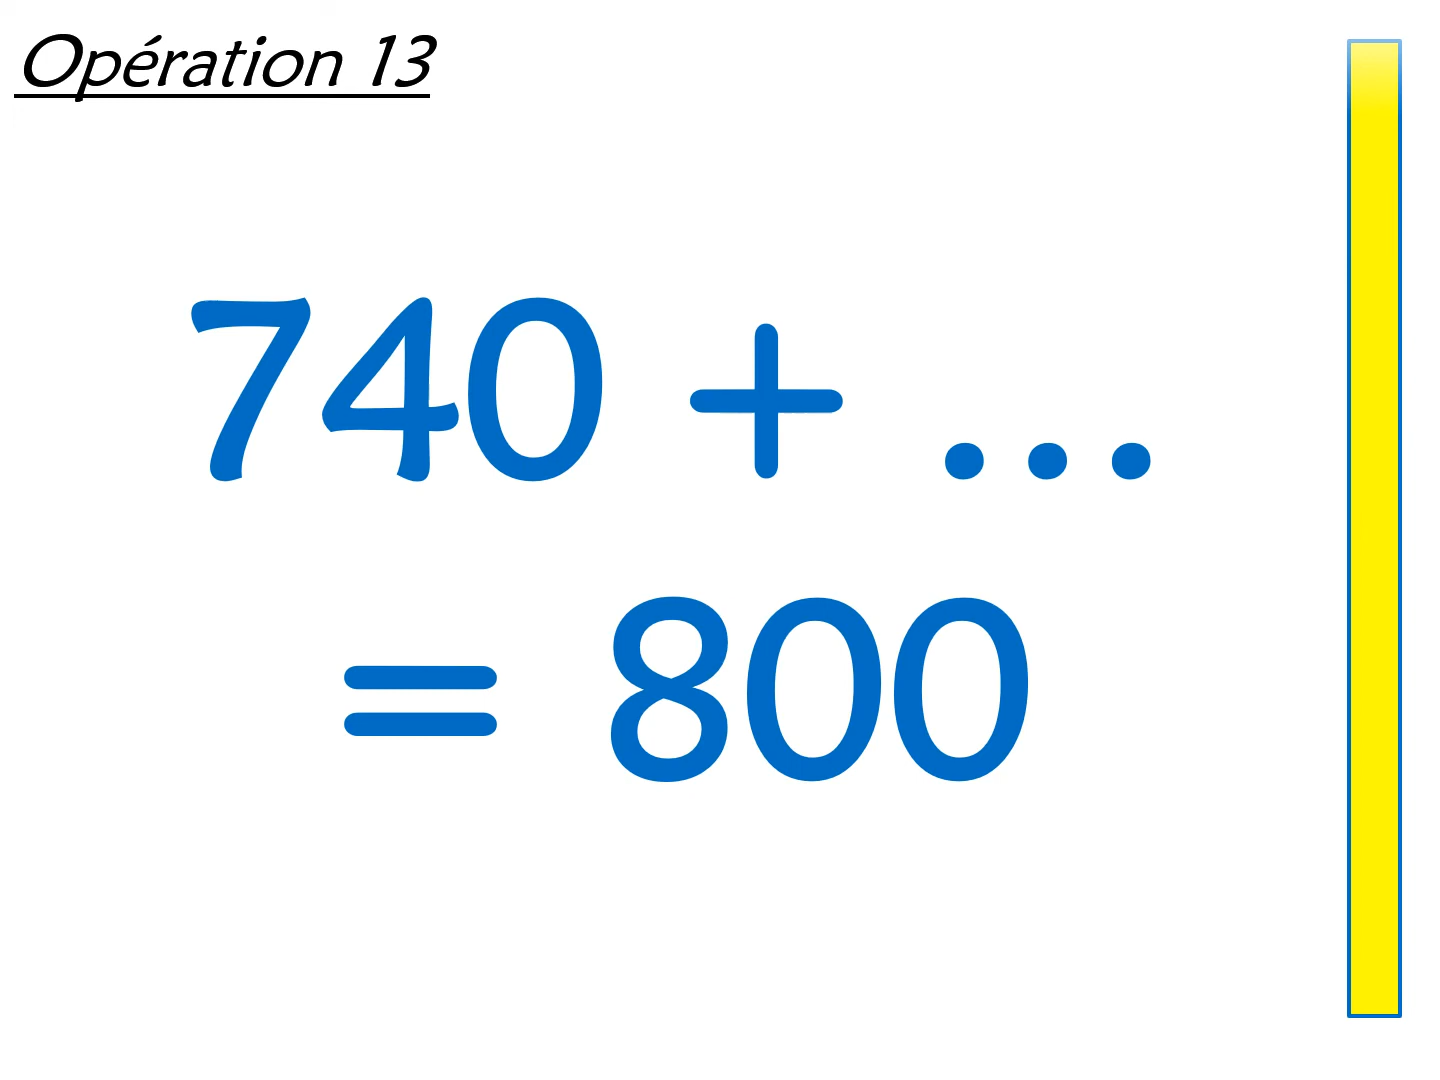 Opération 13
740 + ...
= 800